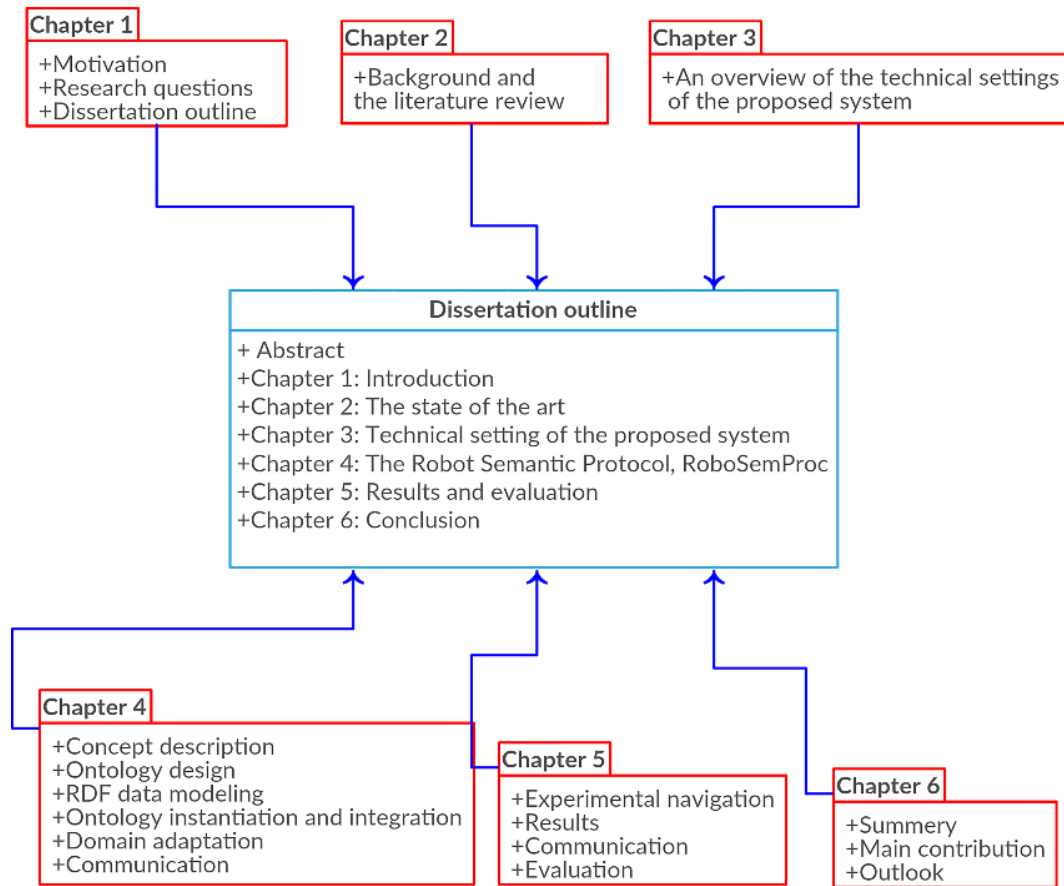 Chapter 1
+Motivation
+Research questions
+Dissertation outline
Chapter 2
+Background and
the literature review
Chapter 3
+An overview of the technical settings
of the proposed system
Dissertation outline
+ Abstract
+Chapter 1: Introduction
+Chapter 2: The state of the art
+Chapter 3: Technical setting of the proposed system
+Chapter 4: The Robot Semantic Protocol, RoboSemProc
+Chapter 5: Results and evaluation
+Chapter 6: Conclusion
Chapter 4
+Concept description
+Ontology design
+RDF data modeling
+Ontology instantiation and integration
+Domain adaptation
+Communication
Chapter 5
+Experimental navigation
+Results
+Communication
+Evaluation
Chapter 6
+Summery
+Main contribution
+Outlook